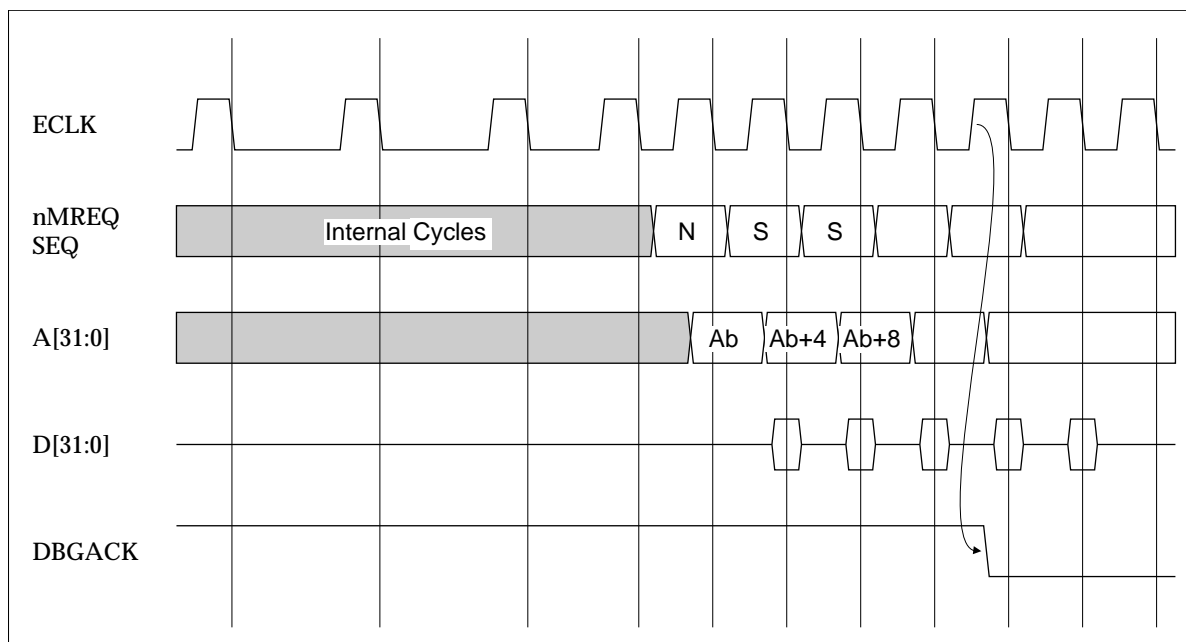 ECLK
nMREQ
SEQ
Internal Cycles
N
S
S
A[31:0]
Ab
Ab+4
Ab+8
D[31:0]
DBGACK